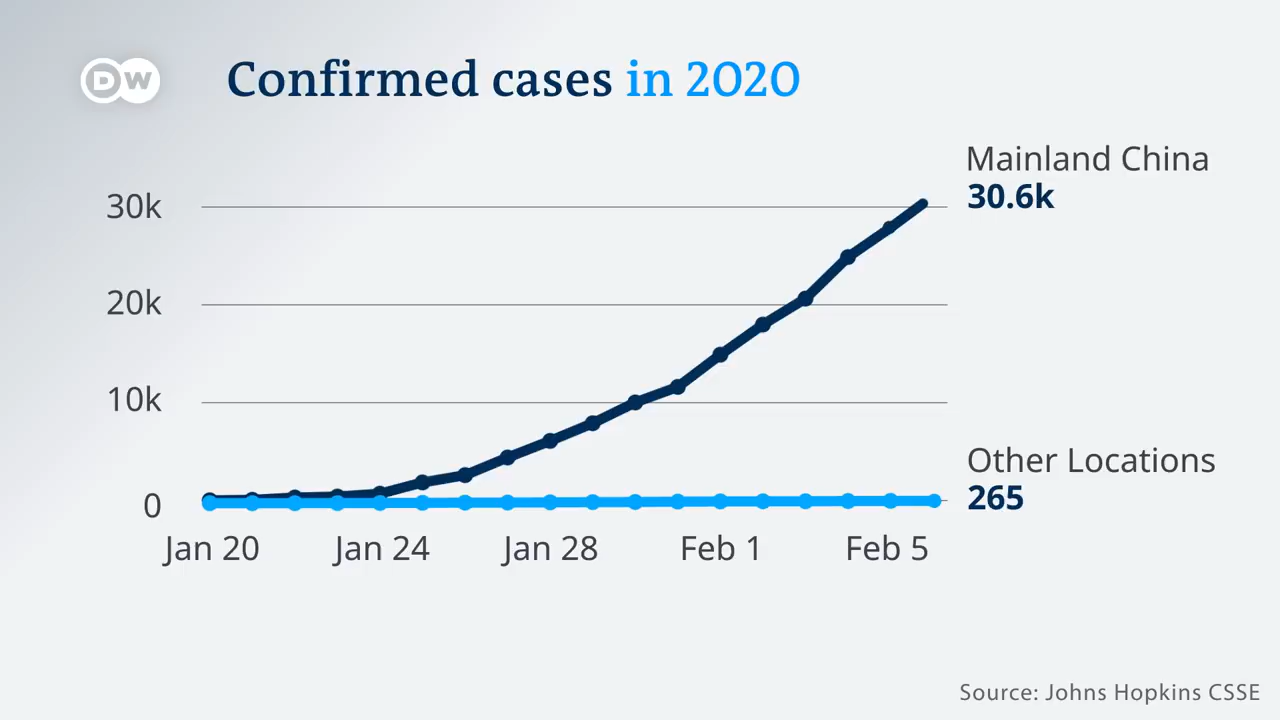 DW
Confirmed cases in 2020
Mainland China
30.6k
30k
20k
10k
0
Other Locations
265
Jan 20 Jan 24 Jan 28 Feb 1 Feb 5
Source: Johns Hopkins CSSE